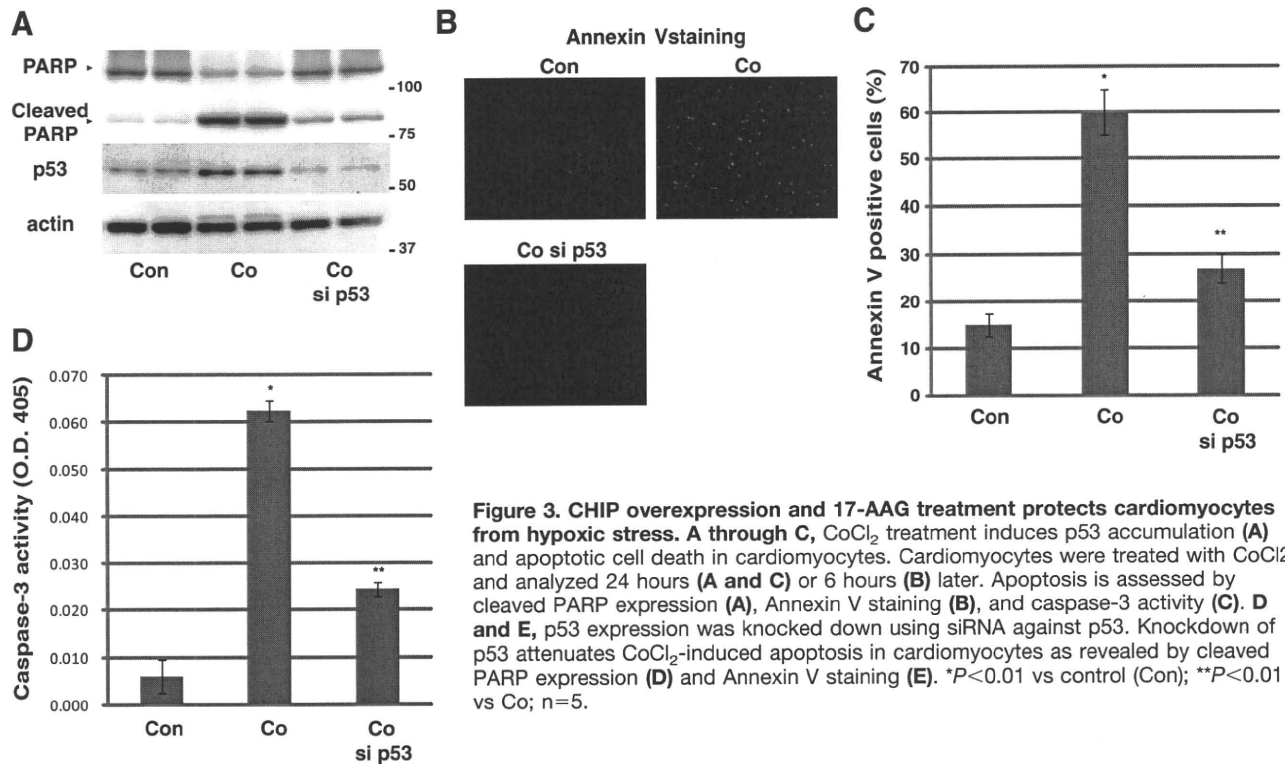 A
PARP
Cleaved
PARP
p53
actin
- 100
- 75
- 50
- 37
Con Co Co
si p53
B
Annexin Vstaining
Con Co
Co si p53
C
Annexin V positive cells (%)
70
60
50
40
30
20
10
0
*
**
Con Co Co
si p53
D
Caspase-3 activity (O.D. 405)
0.070
0.060
0.050
0.040
0.030
0.020
0.010
0.000
*
**
Con Co Co
si p53
Figure 3. CHIP overexpression and 17-AAG treatment protects cardiomyocytes
from hypoxic stress. A through C, CoCl2 treatment induces p53 accumulation (A)
and apoptotic cell death in cardiomyocytes. Cardiomyocytes were treated with CoCl2
and analyzed 24 hours (A and C) or 6 hours (B) later. Apoptosis is assessed by
cleaved PARP expression (A), Annexin V staining (B), and caspase-3 activity (C). D
and E, p53 expression was knocked down using siRNA against p53. Knockdown of
p53 attenuates CoCl2-induced apoptosis in cardiomyocytes as revealed by cleaved
PARP expression (D) and Annexin V staining (E). *P<0.01 vs control (Con); **P<0.01
vs Co; n=5.